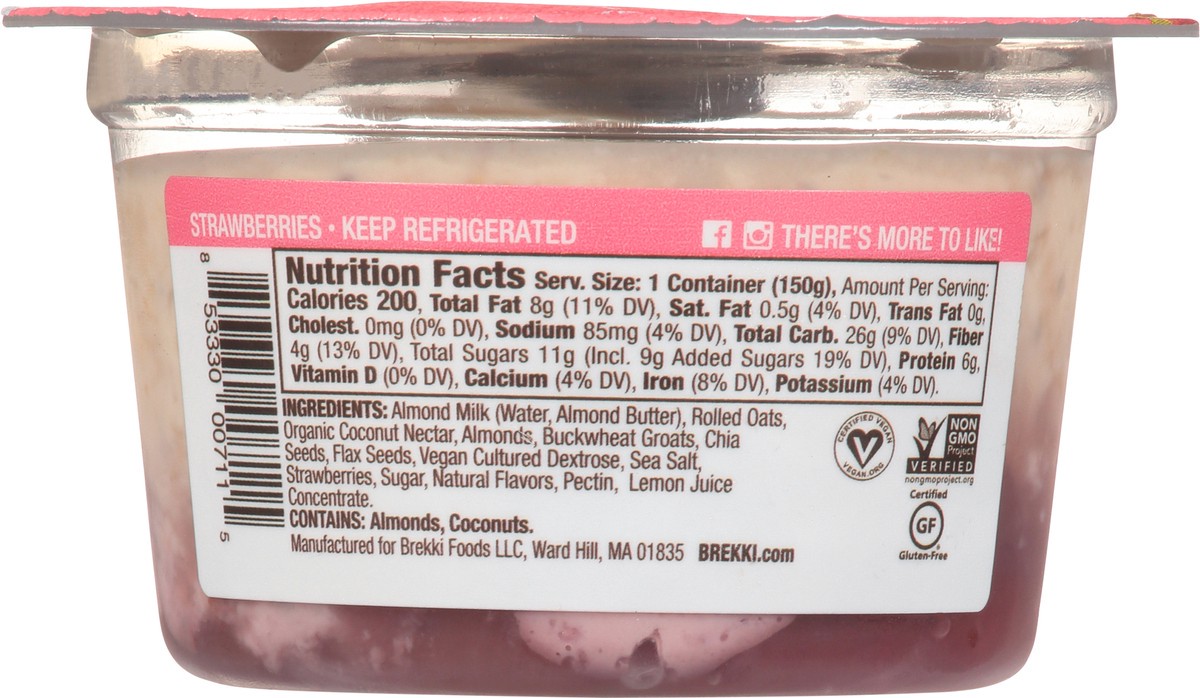 STRAWBERRIES • KEEP REFRIGERATED
THERE'S MORE TO LIKE!
Nutrition Facts Serv. Size: 1 Container (150g), Amount Per Serving:
Calories 200, Total Fat 8g (11% DV), Sat. Fat 0.5g (4% DV), Trans Fat 0g,
Cholest. 0mg (0% DV), Sodium 85mg (4% DV), Total Carb. 26g (9% DV), Fiber
4g (13% DV), Total Sugars 11g (Incl. 9g Added Sugars 19% DV), Protein 6g,
Vitamin D (0% DV), Calcium (4% DV), Iron (8% DV), Potassium (4% DV).
INGREDIENTS: Almond Milk (Water, Almond Butter), Rolled Oats,
Organic Coconut Nectar, Almonds, Buckwheat Groats, Chia
Seeds, Flax Seeds, Vegan Cultured Dextrose, Sea Salt,
Strawberries, Sugar, Natural Flavors, Pectin, Lemon Juice
Concentrate.
CONTAINS: Almonds, Coconuts.
Manufactured for Brekki Foods LLC, Ward Hill, MA 01835 BREKKI.com
8 53330 00711 5
CERTIFIED VEGAN
VEGAN.ORG
NON
GMO
Project
VERIFIED
nongmoproject.org
Certified
GF
Gluten-Free